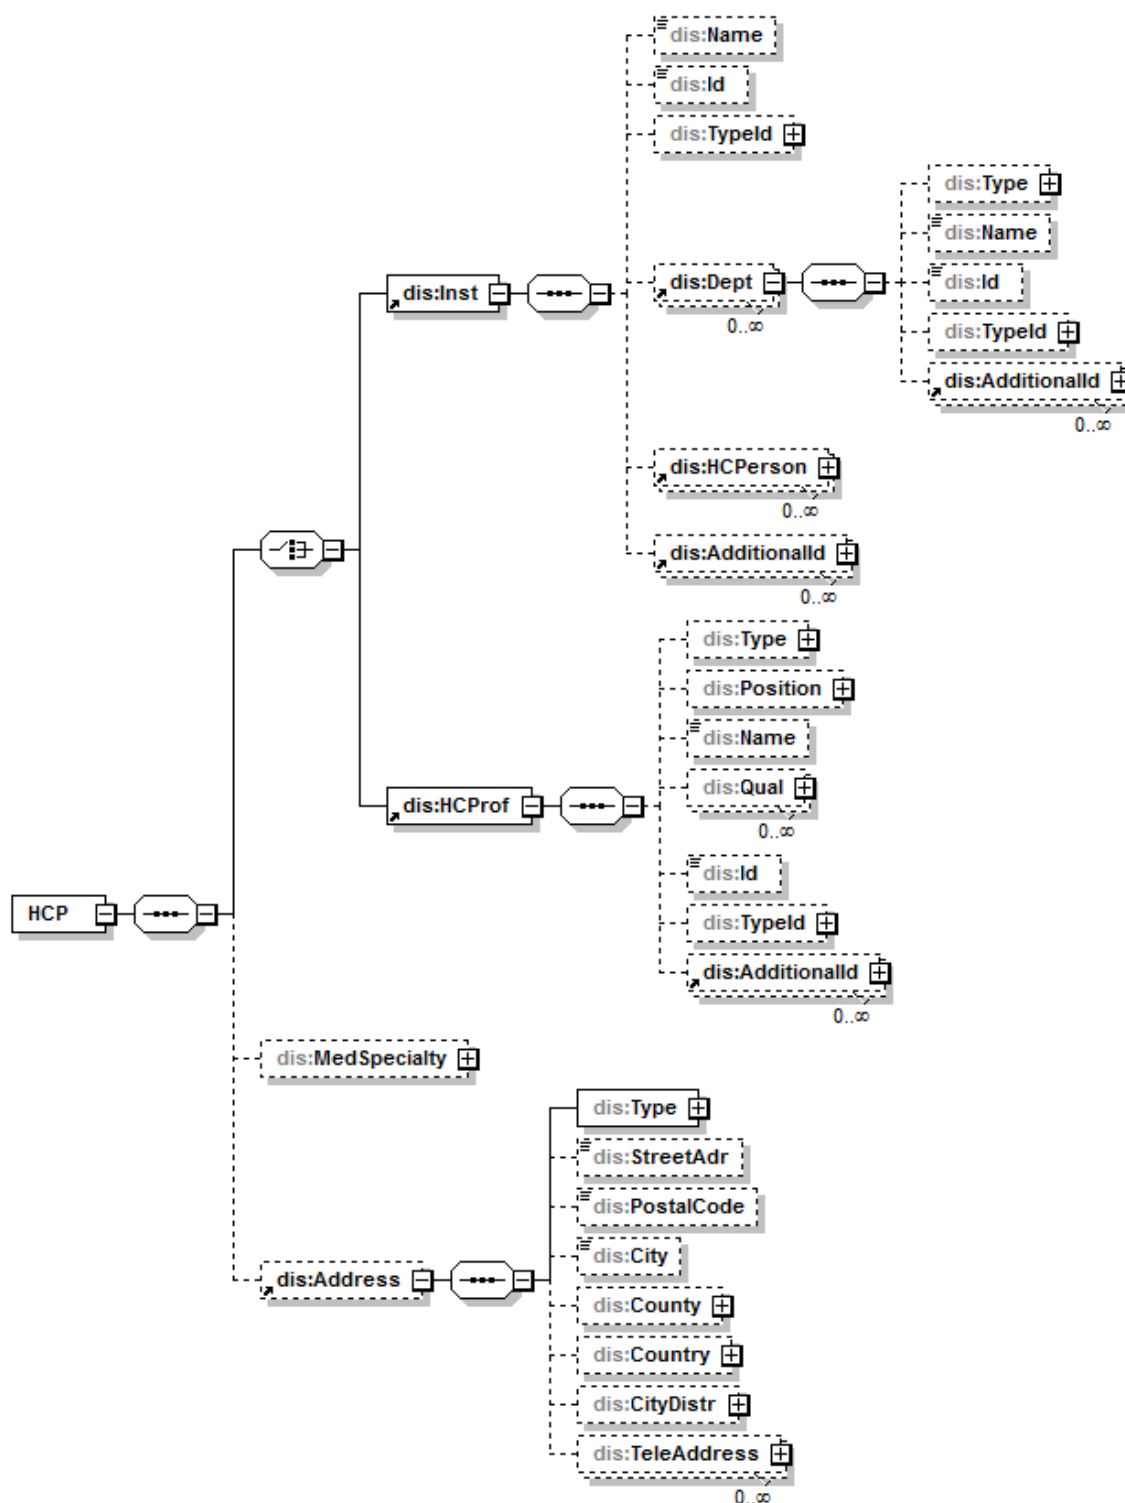 dis:Name
dis:Id
dis:TypeId
dis:Type
dis:Name
dis:Inst
dis:Dept
dis:Id
0..∞
dis:TypeId
dis:AdditionalId
0..∞
dis:HCPerson
0..∞
dis:AdditionalId
0..∞
dis:Type
dis:Position
dis:Name
dis:Qual
dis:HCProf
0..∞
dis:Id
HCP
dis:TypeId
dis:AdditionalId
0..∞
dis:MedSpecialty
dis:Type
dis:StreetAdr
dis:PostalCode
dis:City
dis:Address
dis:County
dis:Country
dis:CityDistr
dis:TeleAddress
0..∞